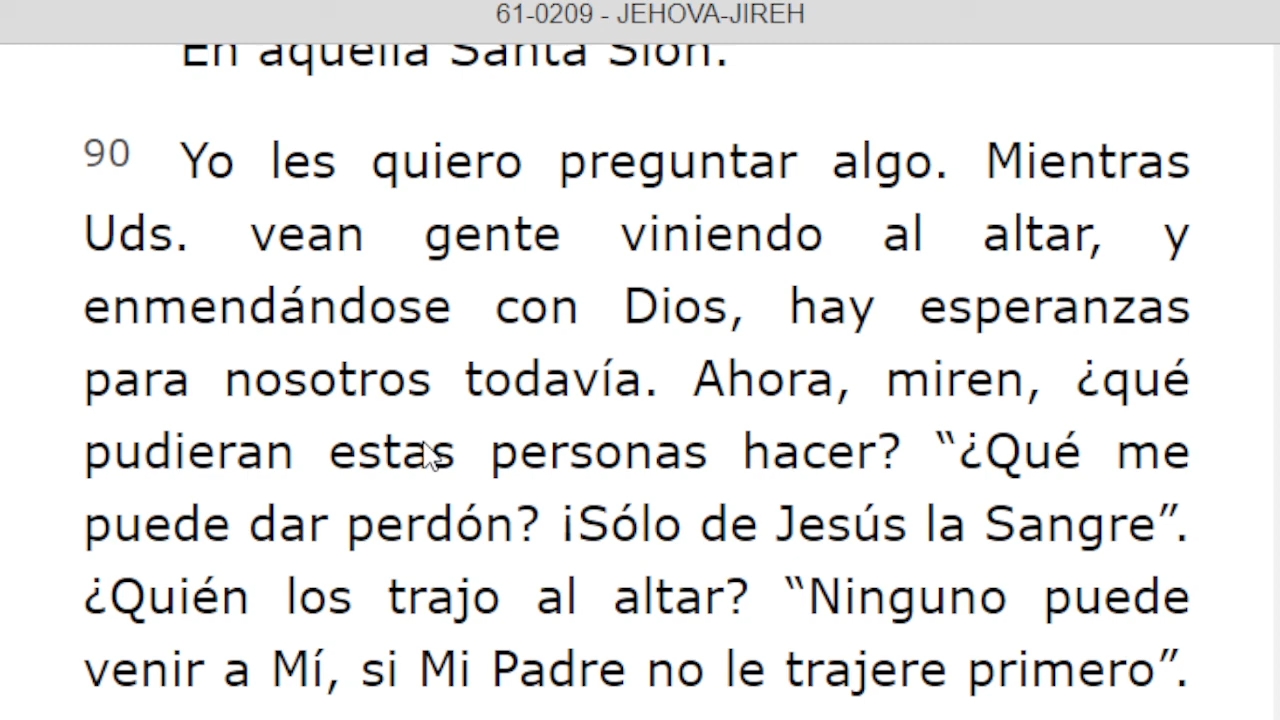 61-0209 - JEHOVA-JIREH
En aquella Santa Sion.
90 Yo les quiero preguntar algo. Mientras
Uds. vean gente viniendo al altar, y
enmendándose con Dios, hay esperanzas
para nosotros todavía. Ahora, miren, ¿qué
pudieran estas personas hacer? “¿Qué me
puede dar perdón? ¡Sólo de Jesús la Sangre”.
¿Quién los trajo al altar? “Ninguno puede
venir a Mí, si Mi Padre no le trajere primero”.